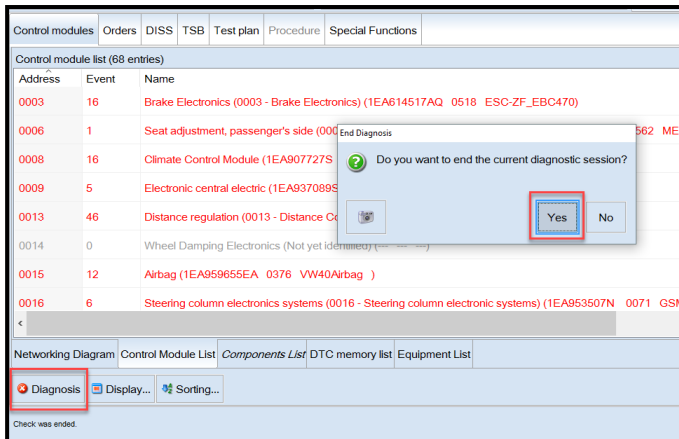 Control modules Orders DISS TSB Test plan Procedure Special Functions
Control module list (68 entries)
Address Event Name
0003 16 Brake Electronics (0003 - Brake Electronics) (1EA614517AQ 0518 ESC-ZF_EBC470)
0006 1 Seat adjustment, passenger's side (000 562 ME
End Diagnosis
Do you want to end the current diagnostic session?
Yes No
0008 16 Climate Control Module (1EA907727S
0009 5 Electronic central electric (1EA937089S
0013 46 Distance regulation (0013 - Distance Co
0014 0 Wheel Damping Electronics (Not yet identified) (--- --- ---)
0015 12 Airbag (1EA959655EA 0376 VW40Airbag )
0016 6 Steering column electronics systems (0016 - Steering column electronic systems) (1EA953507N 0071 GSM
Networking Diagram Control Module List Components List DTC memory list Equipment List
Diagnosis Display... Sorting...
Check was ended.